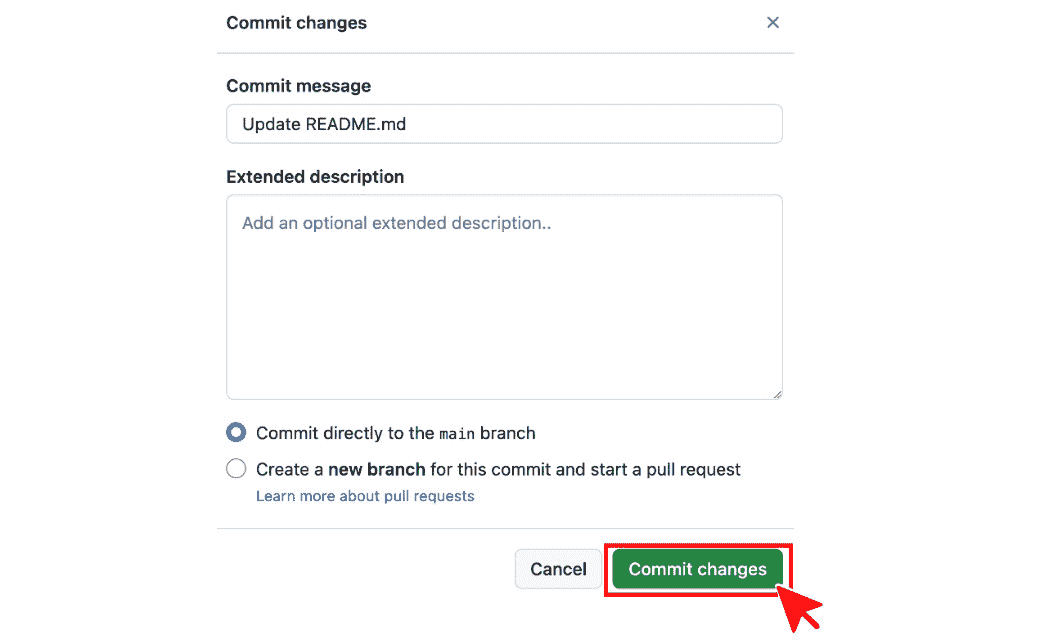 Commit changes
Commit message
Update README.md
Extended description
Add an optional extended description..
Commit directly to the main branch
Create a new branch for this commit and start a pull request
Learn more about pull requests
Cancel
Commit changes